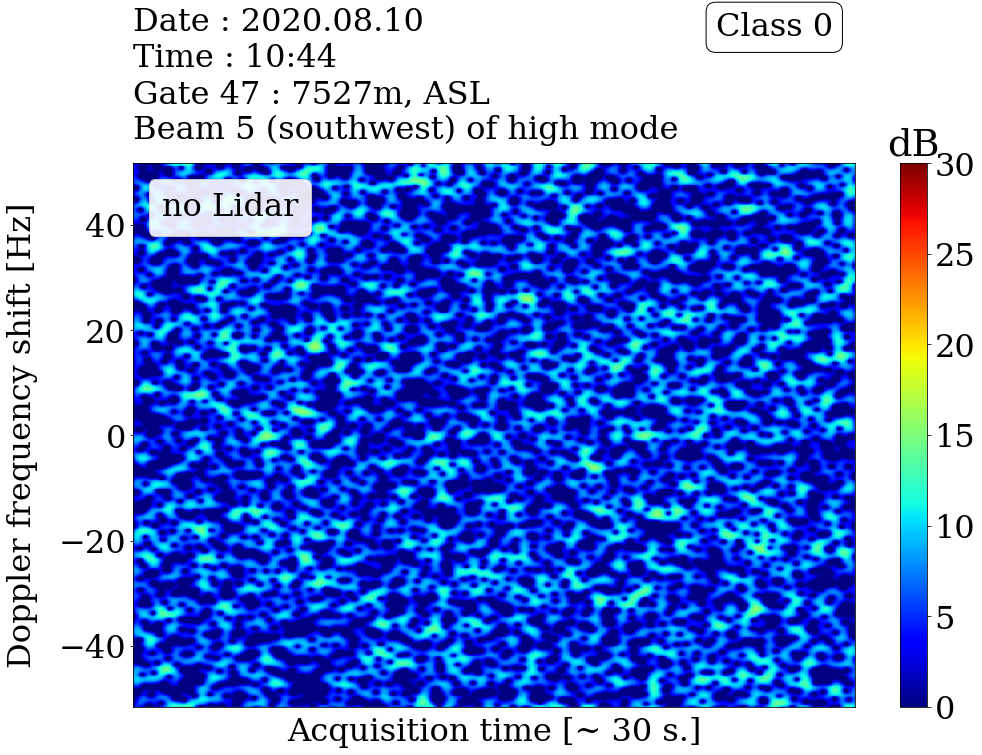 Date : 2020.08.10
Time : 10:44
Gate 47 : 7527m, ASL
Beam 5 (southwest) of high mode
Class 0
dB
no Lidar
Doppler frequency shift [Hz]
40
20
0
−20
−40
Acquisition time [~ 30 s.]
30
25
20
15
10
5
0